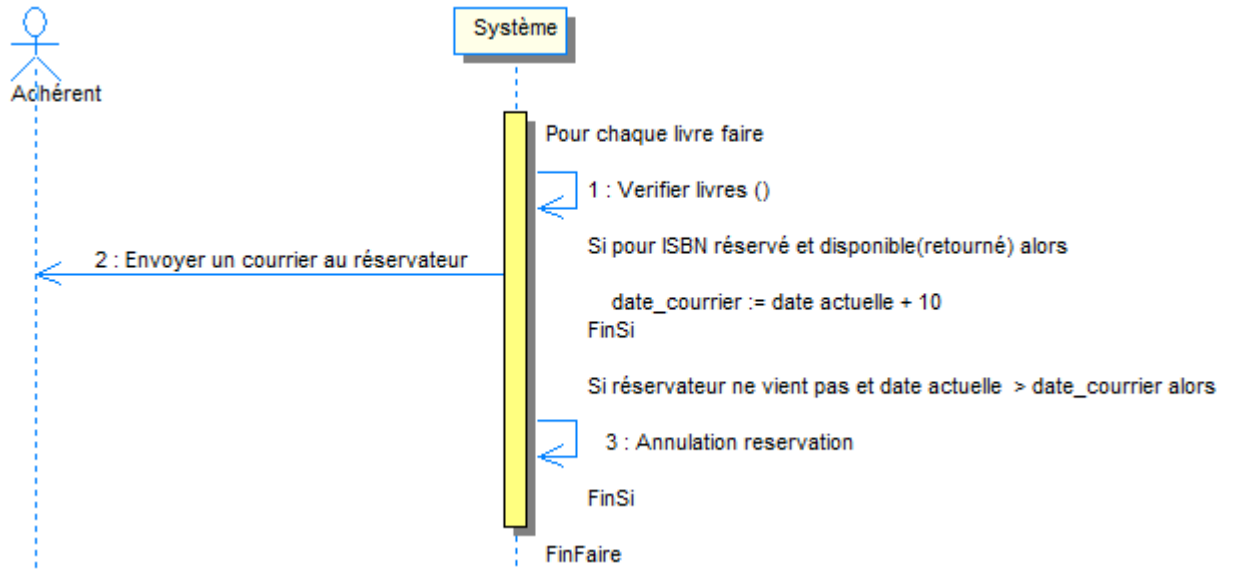 Système
Adhérent
Pour chaque livre faire
1 : Verifier livres ()
Si pour ISBN réservé et disponible(retourné) alors
2 : Envoyer un courrier au réservateur
date_courrier := date actuelle + 10
FinSi
Si réservateur ne vient pas et date actuelle > date_courrier alors
3 : Annulation reservation
FinSi
FinFaire